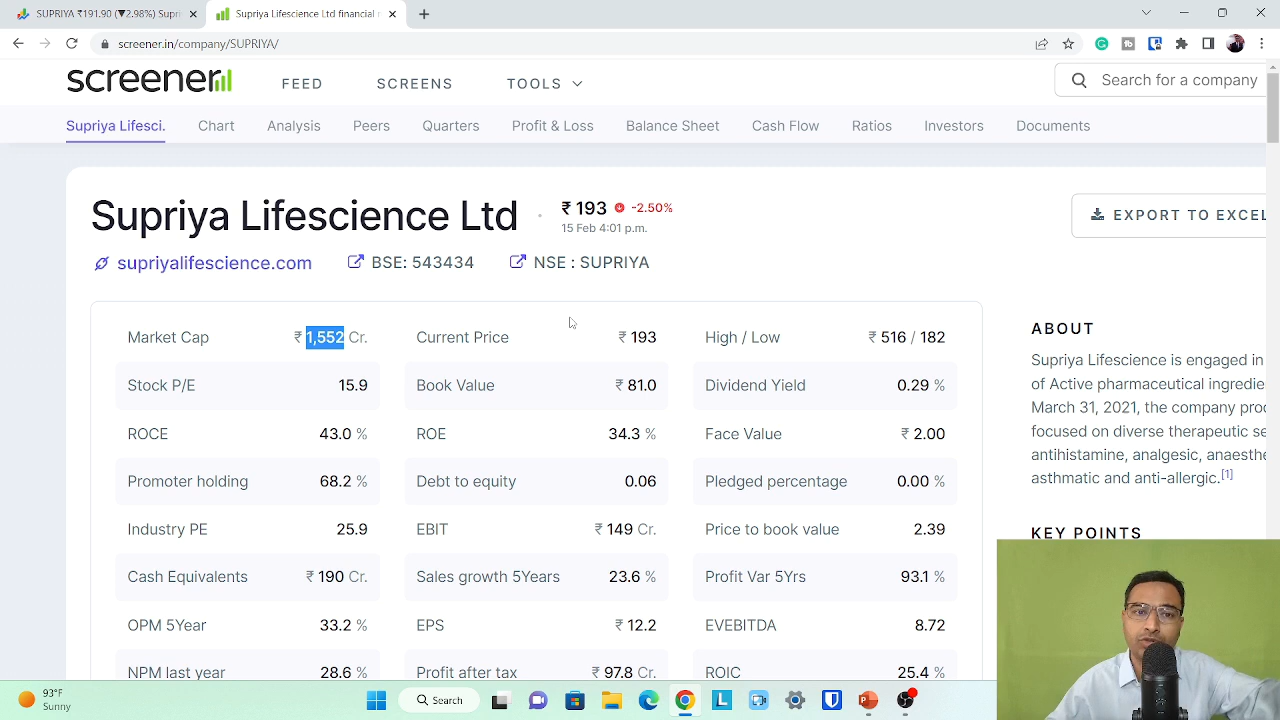 SUPRIYA ₹191.90 (▼2.98%) Supri
Supriya Lifescience Ltd financial
screener.in/company/SUPRIYA/
screener
FEED SCREENS TOOLS
Search for a company
Supriya Lifesci. Chart Analysis Peers Quarters Profit & Loss Balance Sheet Cash Flow Ratios Investors Documents
Supriya Lifescience Ltd
₹ 193 -2.50%
15 Feb 4:01 p.m.
EXPORT TO EXCEL
supriyalifescience.com BSE: 543434 NSE : SUPRIYA
Market Cap ₹ 1,552 Cr. Current Price ₹ 193 High / Low ₹ 516 / 182
Stock P/E 15.9 Book Value ₹ 81.0 Dividend Yield 0.29 %
ROCE 43.0 % ROE 34.3 % Face Value ₹ 2.00
Promoter holding 68.2 % Debt to equity 0.06 Pledged percentage 0.00 %
Industry PE 25.9 EBIT ₹ 149 Cr. Price to book value 2.39
Cash Equivalents ₹ 190 Cr. Sales growth 5Years 23.6 % Profit Var 5Yrs 93.1 %
OPM 5Year 33.2 % EPS ₹ 12.2 EVEBITDA 8.72
NPM last year 28.6 % Profit after tax ₹ 97.8 Cr. ROIC 25.4 %
ABOUT
Supriya Lifescience is engaged in
of Active pharmaceutical ingredie
March 31, 2021, the company proc
focused on diverse therapeutic se
antihistamine, analgesic, anaesthe
asthmatic and anti-allergic.[1]
KEY POINTS
93°F
Sunny
Search